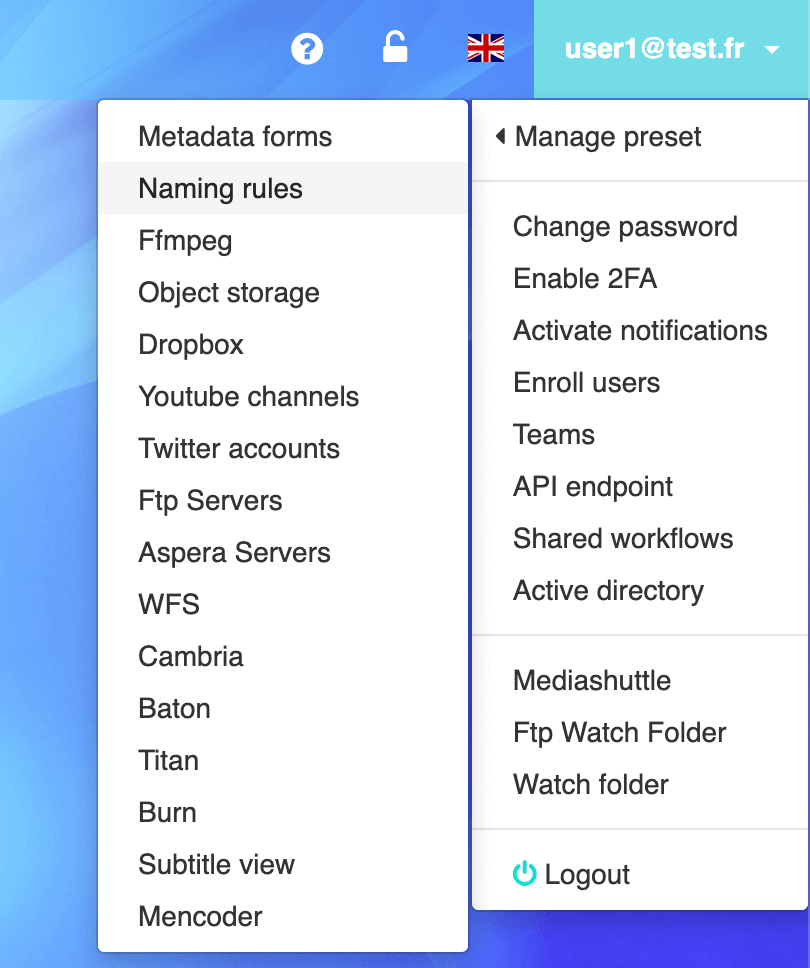 user1@test.fr
Manage preset
Change password
Enable 2FA
Activate notifications
Enroll users
Teams
API endpoint
Shared workflows
Active directory
Mediashuttle
Ftp Watch Folder
Watch folder
Logout
Metadata forms
Naming rules
Ffmpeg
Object storage
Dropbox
Youtube channels
Twitter accounts
Ftp Servers
Aspera Servers
WFS
Cambria
Baton
Titan
Burn
Subtitle view
Mencoder